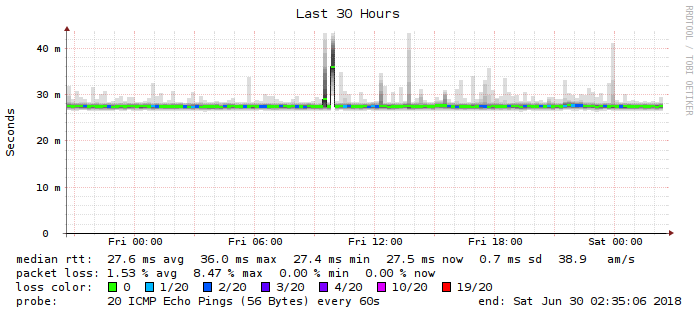 Last 30 Hours
RRDTOOL / TOBI OETIKER
Seconds
40 m
30 m
20 m
10 m
0
Fri 00:00 Fri 06:00 Fri 12:00 Fri 18:00 Sat 00:00
median rtt: 27.6 ms avg 36.0 ms max 27.4 ms min 27.5 ms now 0.7 ms sd 38.9 am/s
packet loss: 1.53 % avg 8.47 % max 0.00 % min 0.00 % now
loss color: 0 1/20 2/20 3/20 4/20 10/20 19/20
probe: 20 ICMP Echo Pings (56 Bytes) every 60s end: Sat Jun 30 02:35:06 2018